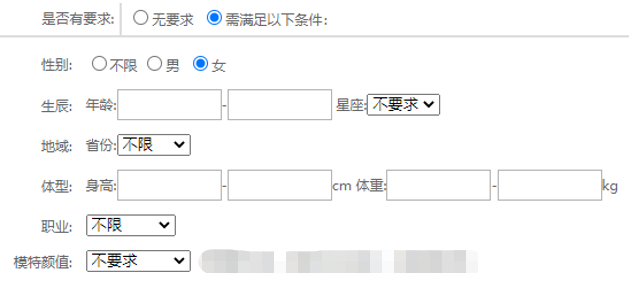 是否有要求: 无要求 需满足以下条件:
性别: 不限 男 女
生辰: 年龄: - 星座: 不要求
地域: 省份: 不限
体型: 身高: - cm 体重: - kg
职业: 不限
模特颜值: 不要求